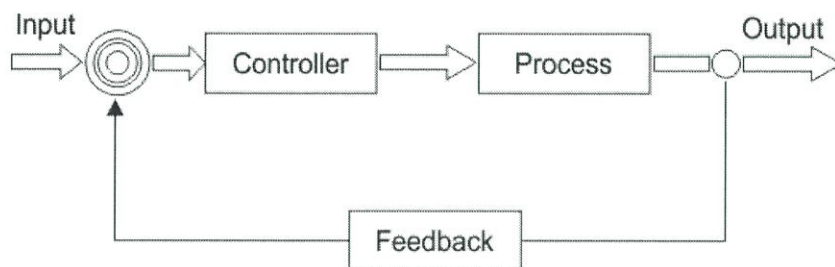 Input
Output
Controller
Process
Feedback